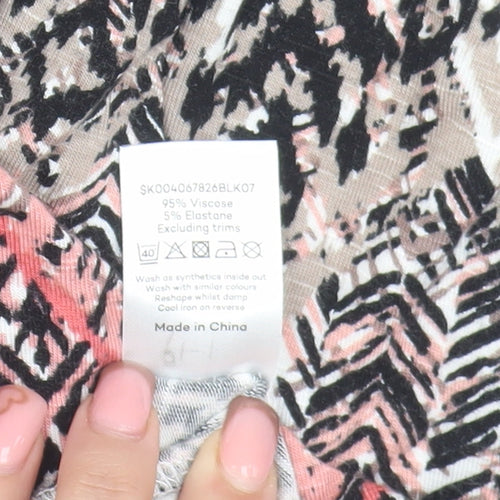 SK004067826BLK07
95% Viscose
5% Elastane
Excluding trims
40
Wash as synthetics inside out
Wash with similar colours
Reshape whilst damp
Cool iron on reverse
Made in China